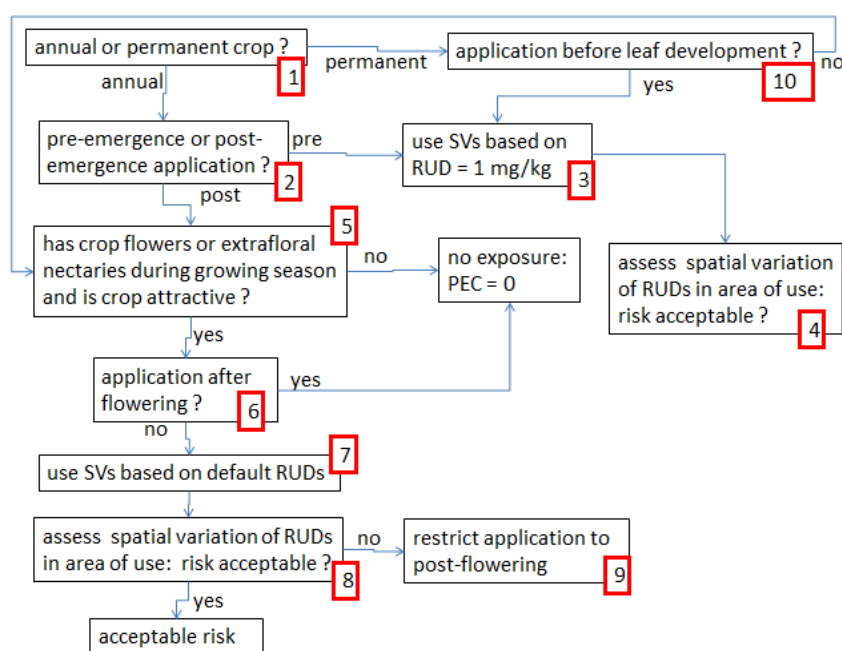 annual or permanent crop ?
1
annual
permanent
application before leaf development ?
10
no
yes
pre-emergence or post-
emergence application ?
2
pre
post
use SVs based on
RUD = 1 mg/kg
3
assess spatial variation
of RUDs in area of use:
risk acceptable ?
4
5
has crop flowers or extrafloral
nectaries during growing season
and is crop attractive ?
no
yes
no exposure:
PEC = 0
application after
flowering ?
6
yes
no
7
use SVs based on default RUDs
assess spatial variation of RUDs
in area of use: risk acceptable ?
8
no
yes
restrict application to
post-flowering
9
acceptable risk